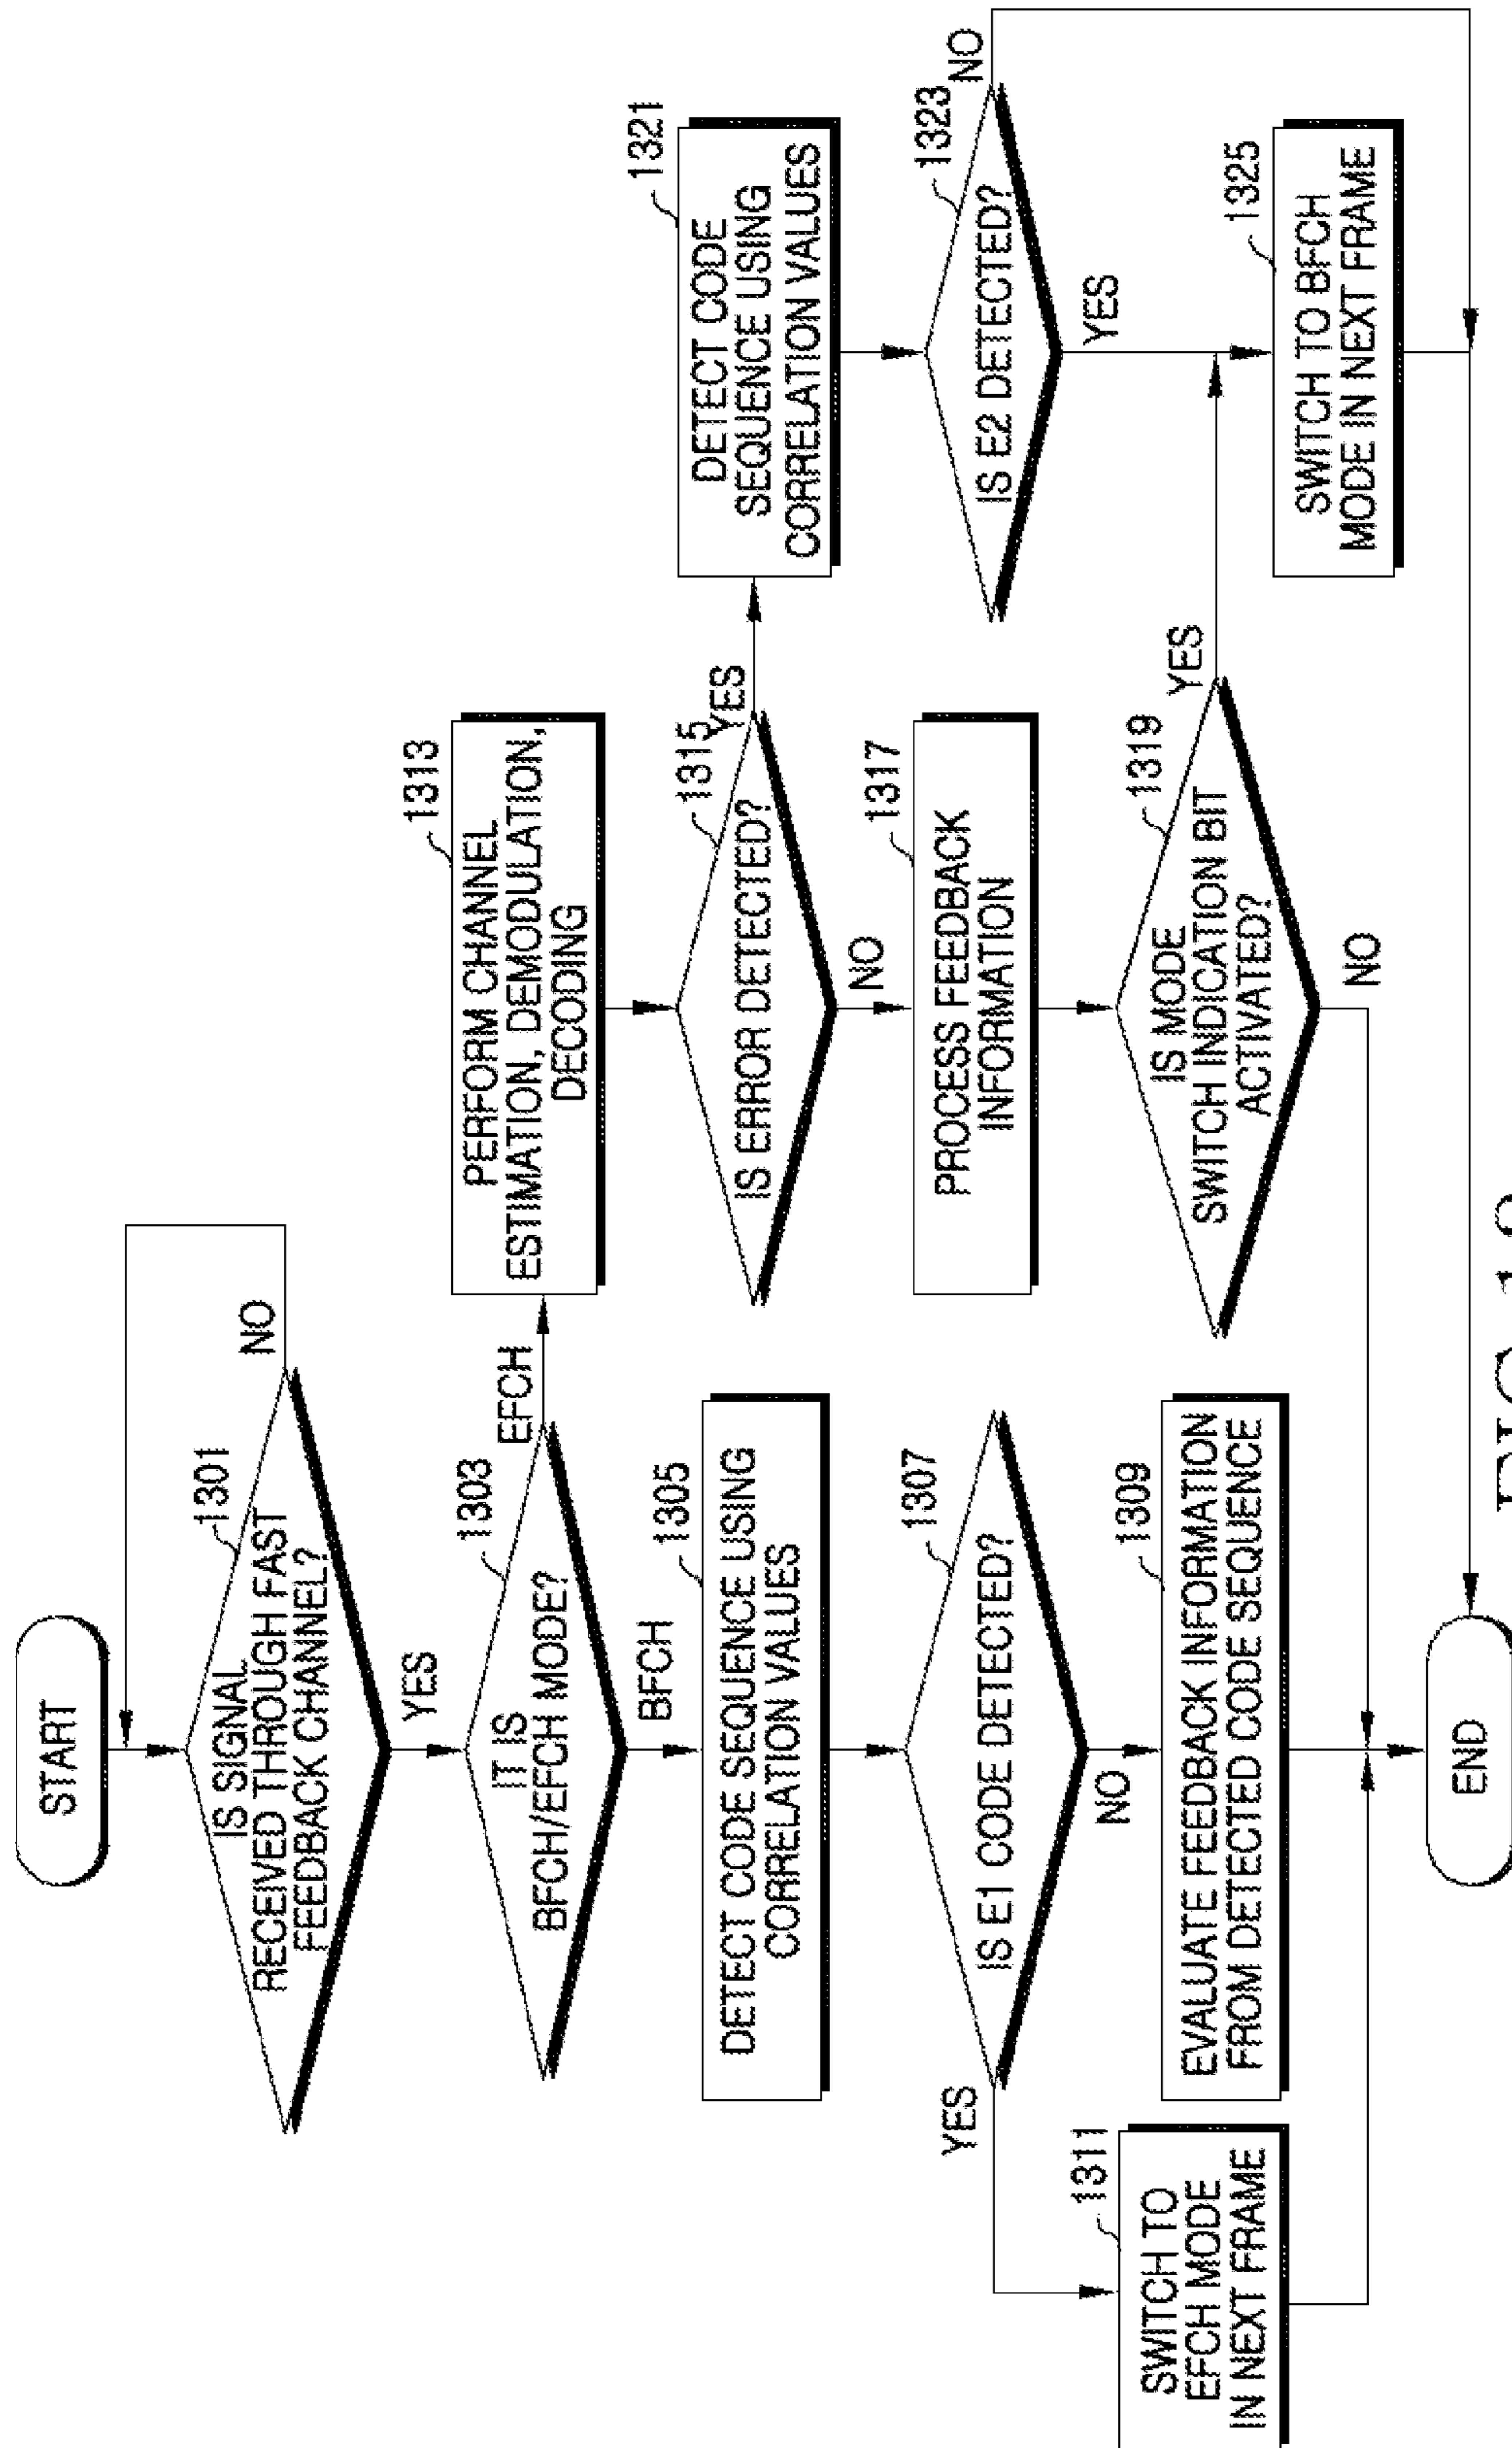 START
1301
IS SIGNAL
RECEIVED THROUGH FAST
FEEDBACK CHANNEL?
NO
YES
1303
IT IS
BFCH/EFCH MODE?
EFCH
BFCH
1305
DETECT CODE SEQUENCE USING
CORRELATION VALUES
1307
IS E1 CODE DETECTED?
YES
NO
1309
EVALUATE FEEDBACK INFORMATION
FROM DETECTED CODE SEQUENCE
1311
SWITCH TO
EFCH MODE
IN NEXT FRAME
END
1313
PERFORM CHANNEL
ESTIMATION, DEMODULATION,
DECODING
1315
IS ERROR DETECTED?
YES
NO
1317
PROCESS FEEDBACK
INFORMATION
1319
IS MODE
SWITCH INDICATION BIT
ACTIVATED?
YES
NO
1321
DETECT CODE
SEQUENCE USING
CORRELATION VALUES
1323
IS E2 DETECTED?
NO
YES
1325
SWITCH TO BFCH
MODE IN NEXT FRAME